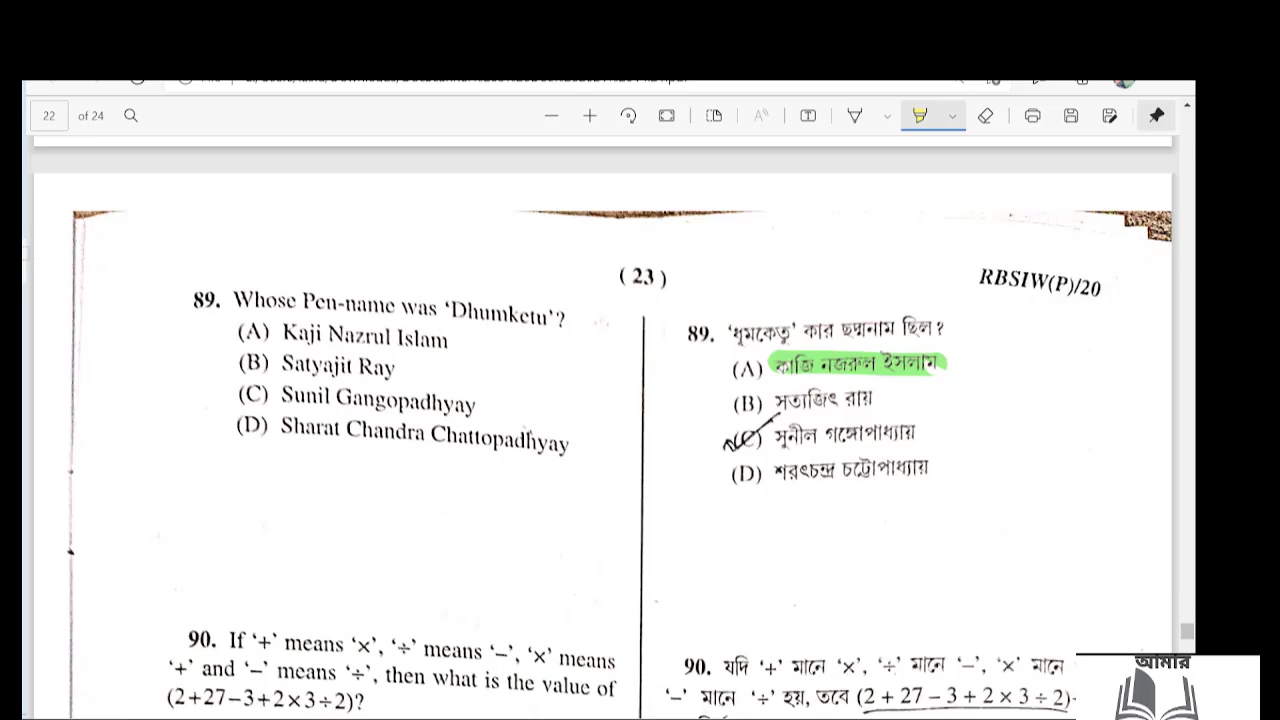 22
of 24
(23)
RBSIW(P)/20
89. Whose Pen-name was ‘Dhumketu’?
(A) Kaji Nazrul Islam
(B) Satyajit Ray
(C) Sunil Gangopadhyay
(D) Sharat Chandra Chattopadhyay
90. If ‘+’ means ‘×’, ‘÷’ means ‘–’, ‘×’ means
‘+’ and ‘–’ means ‘÷’, then what is the value of
(2+27–3+2×3÷2)?
89. ‘ধূমকেতু’ কার ছদ্মনাম ছিল?
(A) কাজি নজরুল ইসলাম
(B) সত্যজিৎ রায়
(C) সুনীল গঙ্গোপাধ্যায়
(D) শরৎচন্দ্র চট্টোপাধ্যায়
90. যদি ‘+’ মানে ‘×’, ‘÷’ মানে ‘–’, ‘×’ মানে
‘–’ মানে ‘÷’ হয়, তবে (2 + 27 – 3 + 2 × 3 ÷ 2)-
আমার